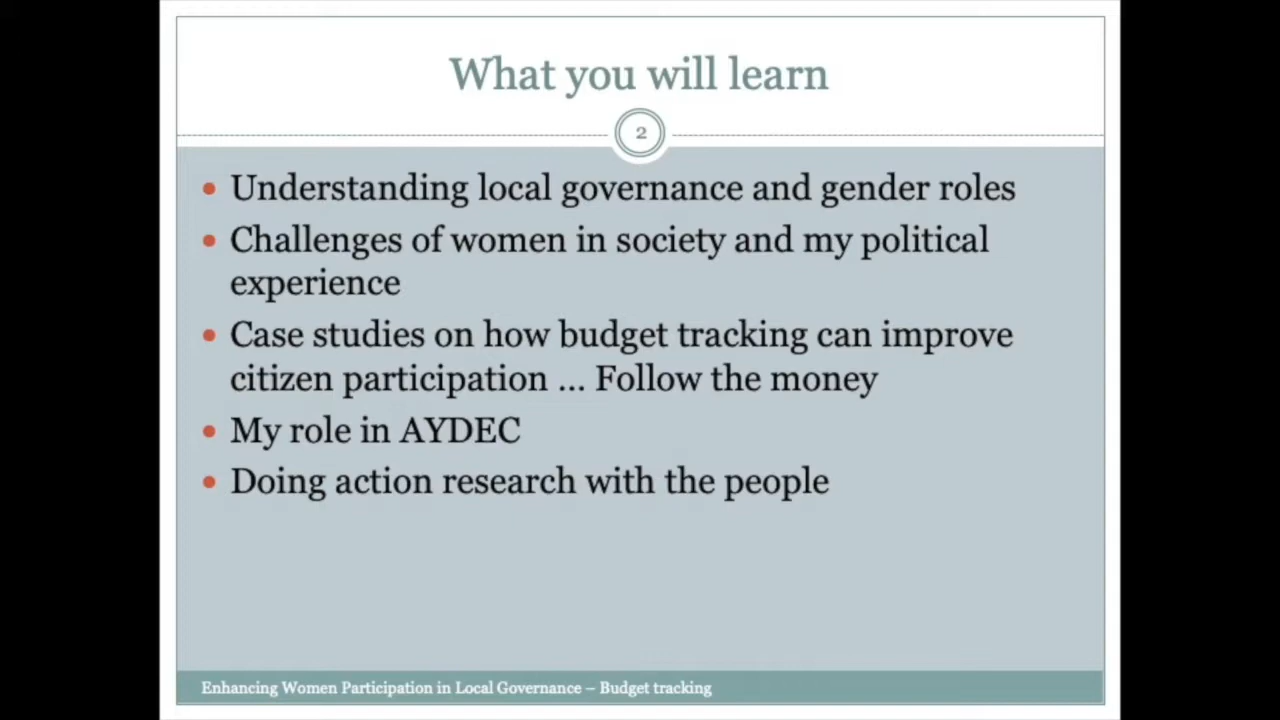 What you will learn
2
• Understanding local governance and gender roles
• Challenges of women in society and my political
experience
• Case studies on how budget tracking can improve
citizen participation ... Follow the money
• My role in AYDEC
• Doing action research with the people
Enhancing Women Participation in Local Governance – Budget tracking